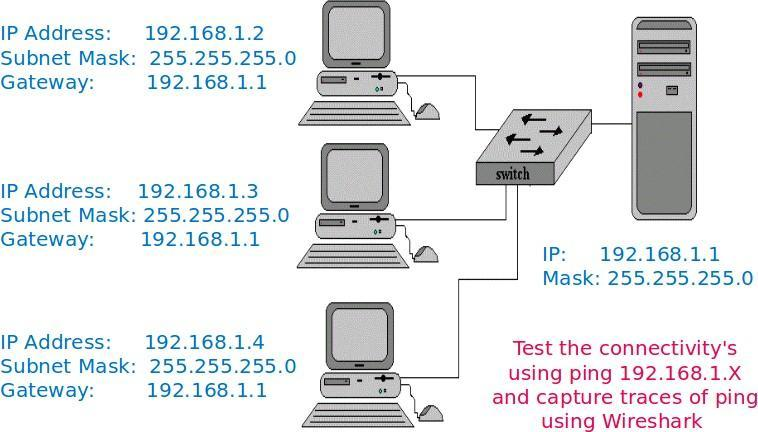 IP Address: 192.168.1.2
Subnet Mask: 255.255.255.0
Gateway: 192.168.1.1
switch
IP Address: 192.168.1.3
Subnet Mask: 255.255.255.0
Gateway: 192.168.1.1
IP: 192.168.1.1
Mask: 255.255.255.0
IP Address: 192.168.1.4
Subnet Mask: 255.255.255.0
Gateway: 192.168.1.1
Test the connectivity's
using ping 192.168.1.X
and capture traces of ping
using Wireshark